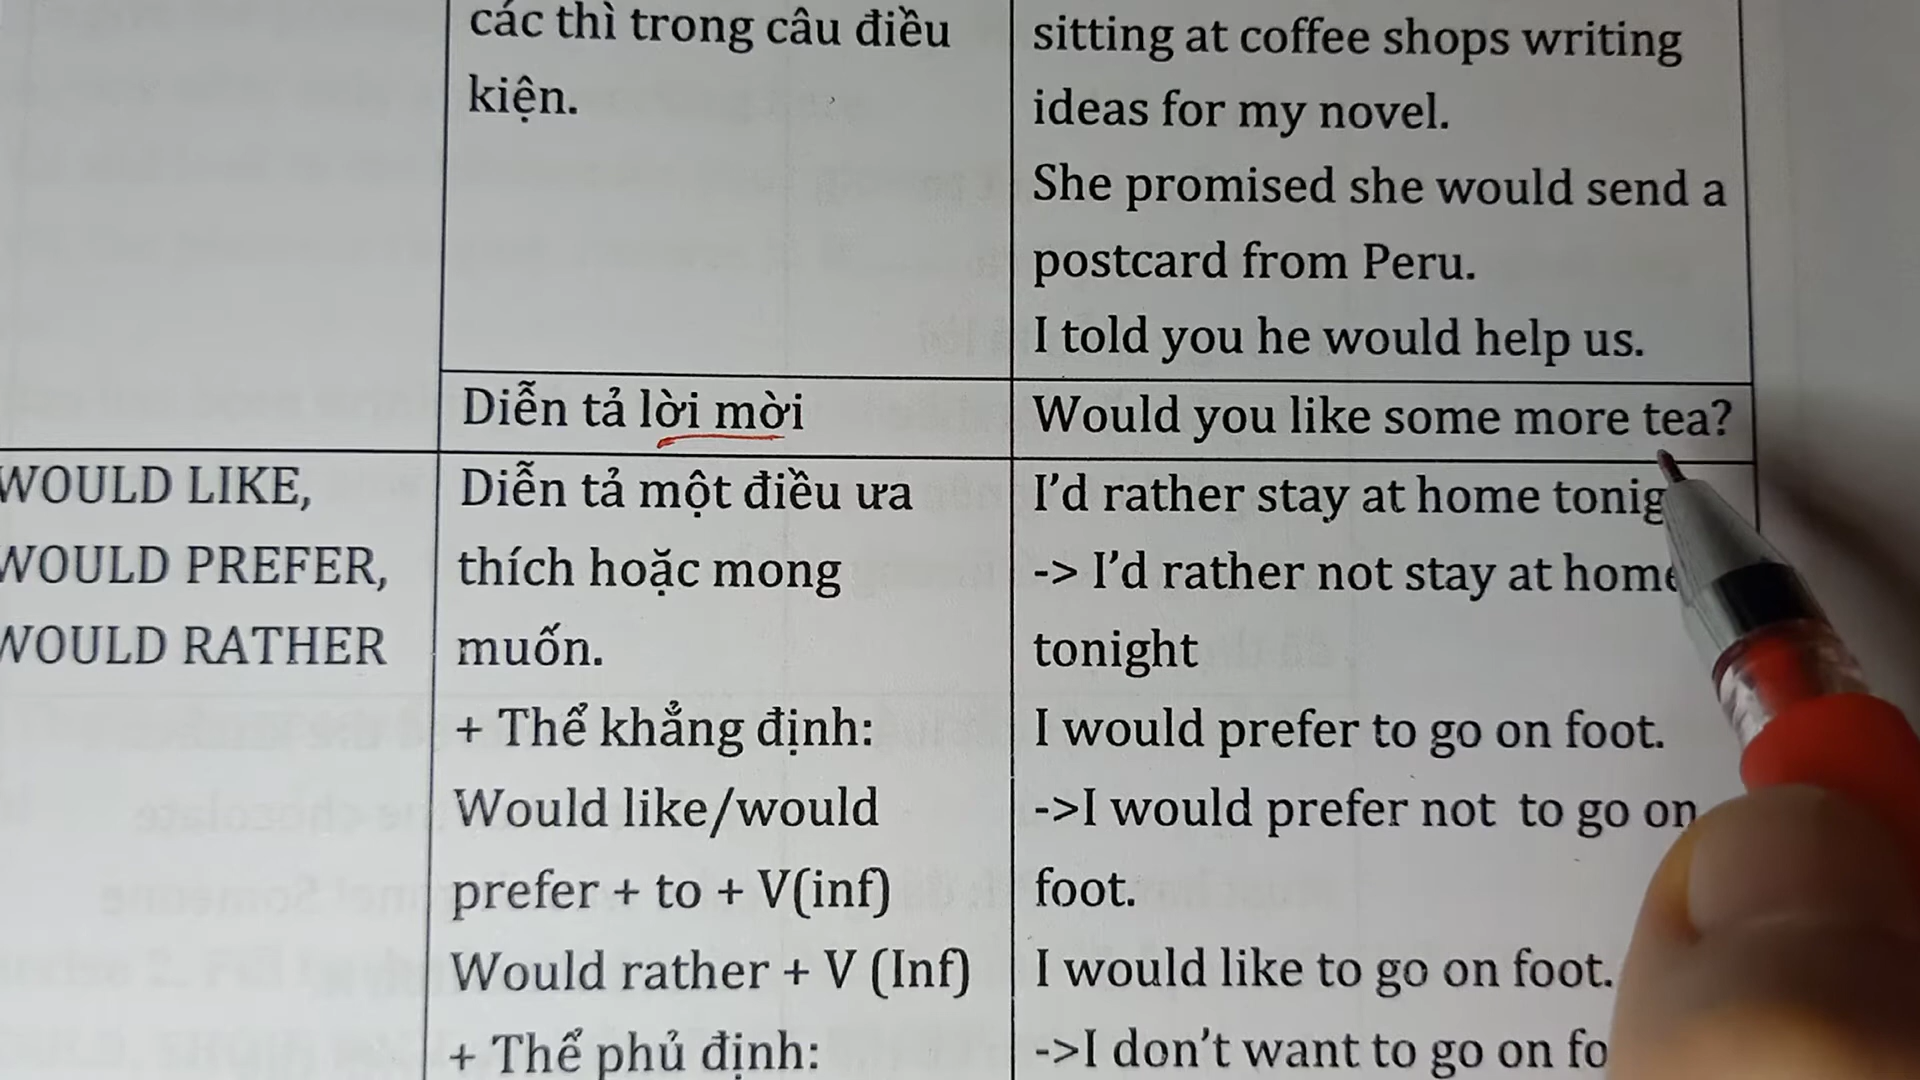 các thì trong câu điều
kiện.
sitting at coffee shops writing
ideas for my novel.
She promised she would send a
postcard from Peru.
I told you he would help us.
Diễn tả lời mời
Would you like some more tea?
WOULD LIKE,
WOULD PREFER,
WOULD RATHER
Diễn tả một điều ưa
thích hoặc mong
muốn.
+ Thể khẳng định:
Would like/would
prefer + to + V(inf)
Would rather + V (Inf)
+ Thể phủ định:
I’d rather stay at home
-> I’d rather not stay at home
tonight
I would prefer to go on foot.
->I would prefer not to go on
foot.
I would like to go on foot.
->I don’t want to go on